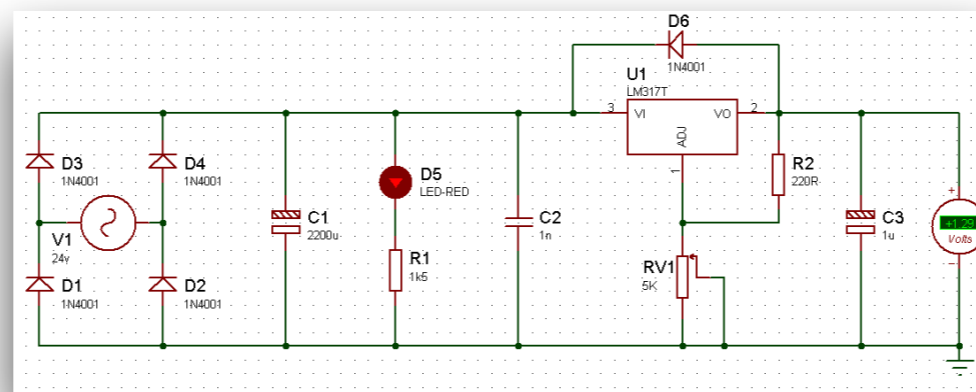 D6
1N4001
U1
LM317T
3
VI
VO
2
ADJ
1
D3
1N4001
D4
1N4001
V1
24v
D1
1N4001
D2
1N4001
C1
2200u
D5
LED-RED
R1
1k5
C2
1n
R2
220R
RV1
5K
C3
1u
+
+1.29
Volts
-